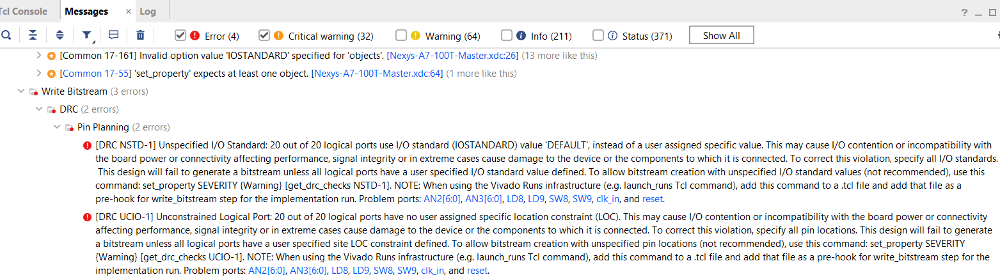 Tcl Console
Messages
×
Log
?
Error (4)
Critical warning (32)
Warning (64)
Info (211)
Status (371)
Show All
[Common 17-161] Invalid option value 'IOSTANDARD' specified for 'objects'. [Nexys-A7-100T-Master.xdc:26] (13 more like this)
[Common 17-55] 'set_property' expects at least one object. [Nexys-A7-100T-Master.xdc:64] (1 more like this)
Write Bitstream (3 errors)
DRC (2 errors)
Pin Planning (2 errors)
[DRC NSTD-1] Unspecified I/O Standard: 20 out of 20 logical ports use I/O standard (IOSTANDARD) value 'DEFAULT', instead of a user assigned specific value. This may cause I/O contention or incompatibility with
the board power or connectivity affecting performance, signal integrity or in extreme cases cause damage to the device or the components to which it is connected. To correct this violation, specify all I/O standards.
This design will fail to generate a bitstream unless all logical ports have a user specified I/O standard value defined. To allow bitstream creation with unspecified I/O standard values (not recommended), use this
command: set_property SEVERITY {Warning} [get_drc_checks NSTD-1]. NOTE: When using the Vivado Runs infrastructure (e.g. launch_runs Tcl command), add this command to a .tcl file and add that file as a
pre-hook for write_bitstream step for the implementation run. Problem ports: AN2[6:0], AN3[6:0], LD8, LD9, SW8, SW9, clk_in, and reset.
[DRC UCIO-1] Unconstrained Logical Port: 20 out of 20 logical ports have no user assigned specific location constraint (LOC). This may cause I/O contention or incompatibility with the board power or connectivity
affecting performance, signal integrity or in extreme cases cause damage to the device or the components to which it is connected. To correct this violation, specify all pin locations. This design will fail to generate
a bitstream unless all logical ports have a user specified site LOC constraint defined. To allow bitstream creation with unspecified pin locations (not recommended), use this command: set_property SEVERITY
{Warning} [get_drc_checks UCIO-1]. NOTE: When using the Vivado Runs infrastructure (e.g. launch_runs Tcl command), add this command to a .tcl file and add that file as a pre-hook for write_bitstream step for the
implementation run. Problem ports: AN2[6:0], AN3[6:0], LD8, LD9, SW8, SW9, clk_in, and reset.